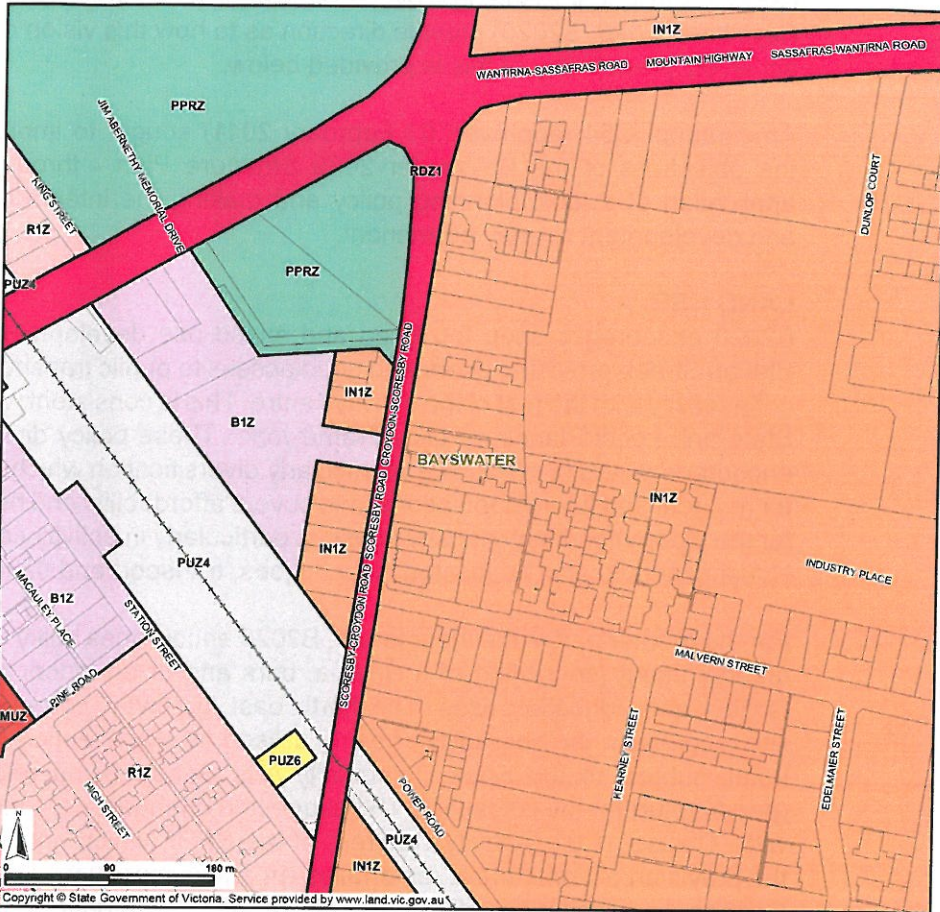 IN1Z
WANTIRNA-SASSAFRAS ROAD MOUNTAIN HIGHWAY SASSAFRAS-WANTIRNA ROAD
PPRZ
JIM ABERNETHY MEMORIAL DRIVE
RDZ1
DUNLOP COURT
KING STREET
R1Z
PPRZ
PUZ4
IN1Z
B1Z
BAYSWATER
IN1Z
IN1Z
SCORESBY-CROYDON ROAD SCORESBY ROAD CROYDON-SCORESBY ROAD
PUZ4
INDUSTRY PLACE
MACAULEY PLACE
B1Z
STATION STREET
MALVERN STREET
PINE ROAD
MUZ
KEARNEY STREET
EDELMAIER STREET
PUZ6
R1Z
HIGH STREET
POWER ROAD
PUZ4
IN1Z
N
0 90 180 m
Copyright © State Government of Victoria. Service provided by www.land.vic.gov.au